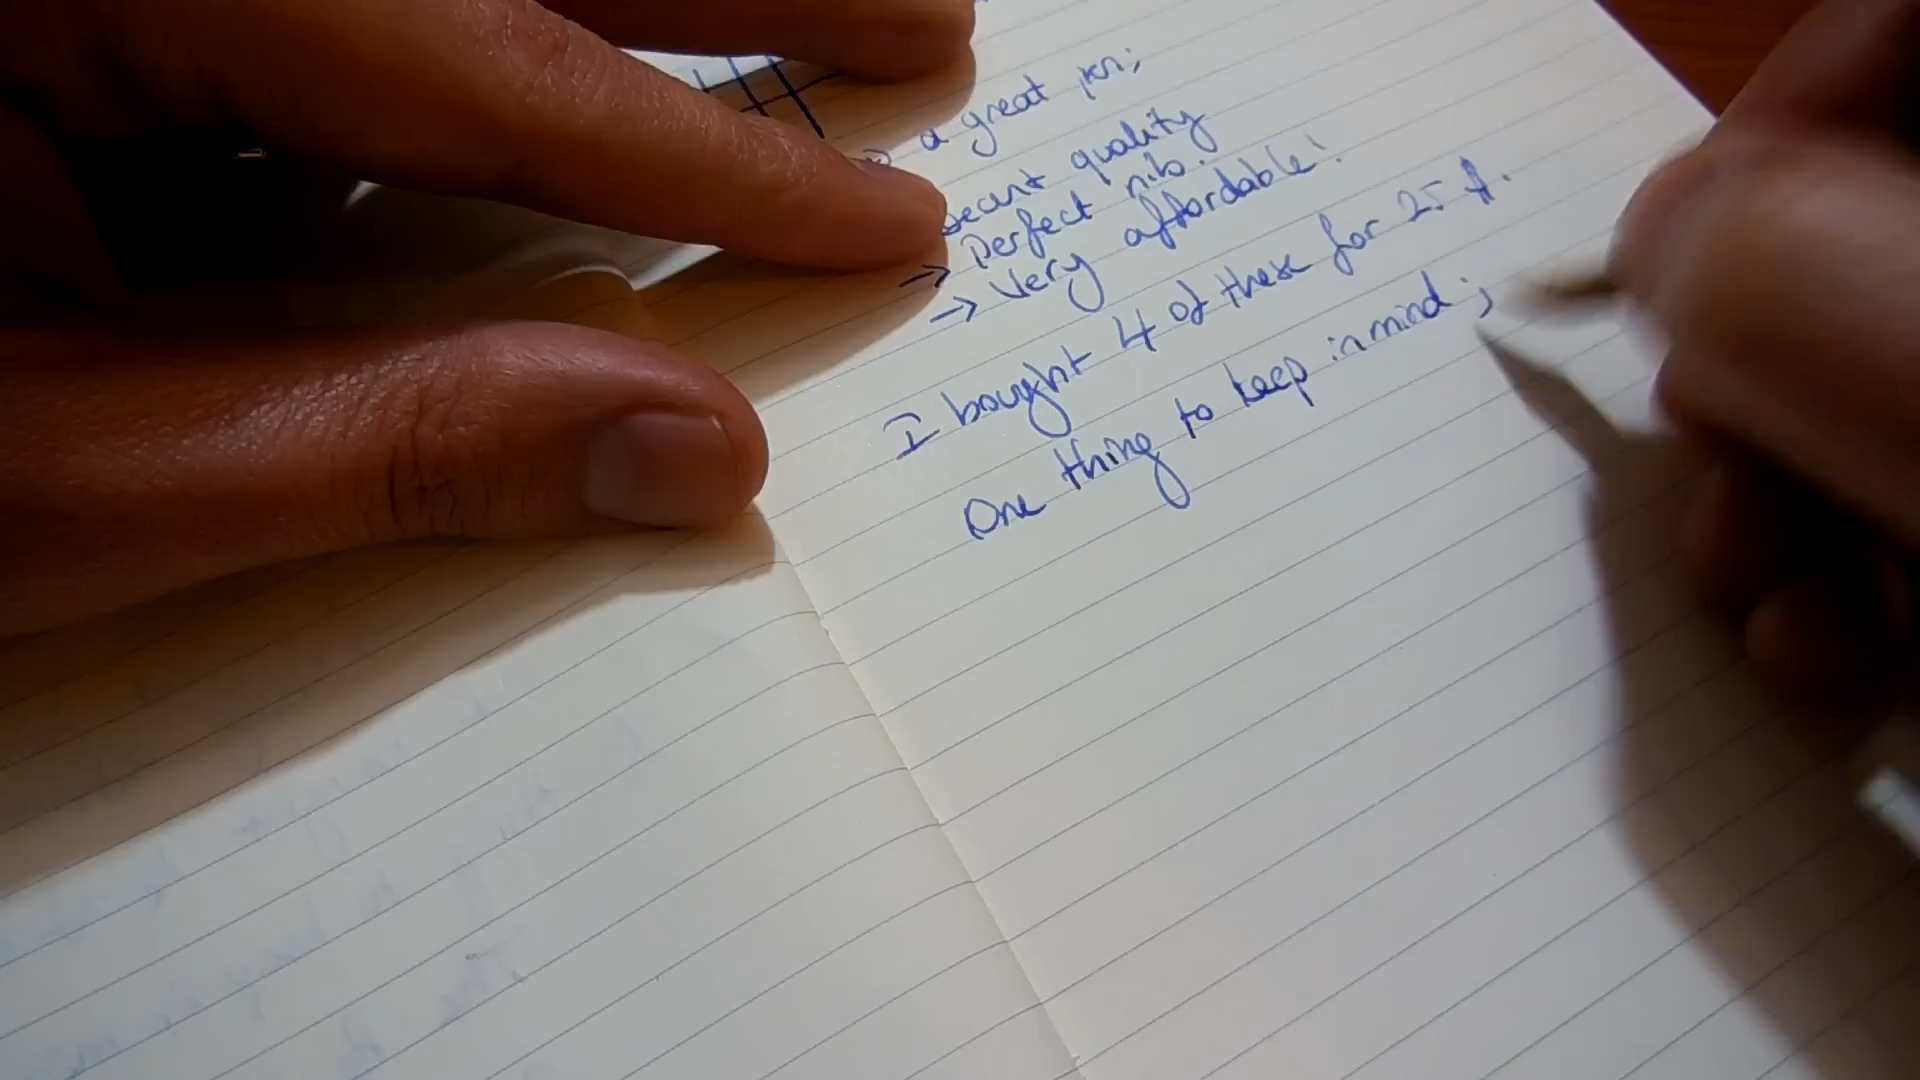 a great pen;
decent quality
→ Perfect nib.
→ Very affordable!
I bought 4 of these for 25 $.
One thing to keep in mind;